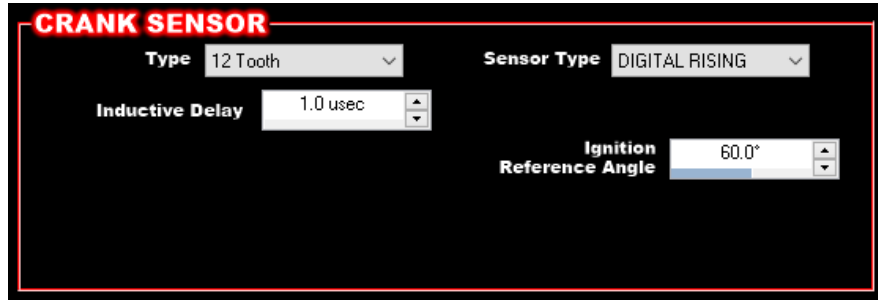 CRANK SENSOR
Type 12 Tooth Sensor Type DIGITAL RISING
Inductive Delay 1.0 usec
Ignition
Reference Angle 60.0°